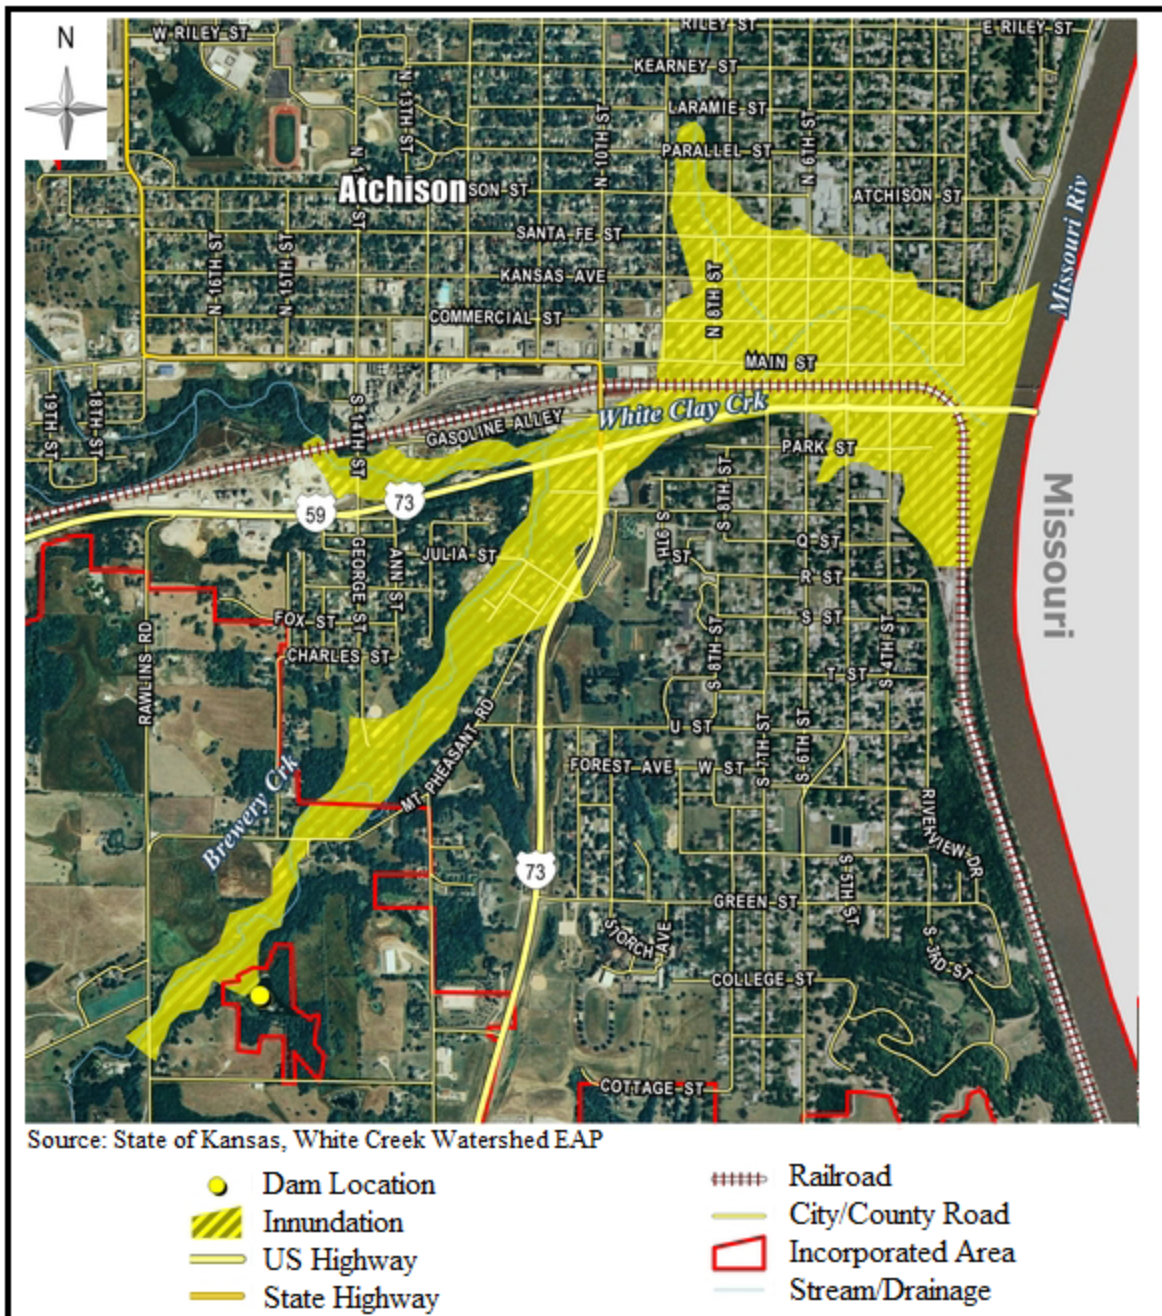 N
W RILEY ST
RILEY ST
E RILEY ST
KEARNEY ST
N 13TH ST
LARAMIE ST
N 10TH ST
PARALLEL ST
N 6TH ST
Atchison
SON ST
ATCHISON ST
N 1
ST
SANTA FE ST
N 16TH ST
N 15TH ST
KANSAS AVE
N 8TH ST
Missouri Riv
COMMERCIAL ST
MAIN ST
19TH ST
18TH ST
S 14TH ST
GASOLINE ALLEY
White Clay Crk
PARK ST
59
73
S 8TH ST
S 9TH
ST
Missouri
GEORGE ST
ANN ST
JULIA ST
Q ST
R ST
FOX ST
S ST
CHARLES ST
RAWLINS RD
S 8TH ST
S 4TH ST
T ST
MT PHEASANT RD
U ST
S 7TH ST
S 6TH ST
FOREST AVE
W ST
Brewery Crk
RIVERVIEW DR
73
S 5TH ST
GREEN ST
STORCH
AVE
S 3RD ST
COLLEGE ST
COTTAGE ST
Source: State of Kansas, White Creek Watershed EAP
Dam Location
Innundation
US Highway
State Highway
Railroad
City/County Road
Incorporated Area
Stream/Drainage